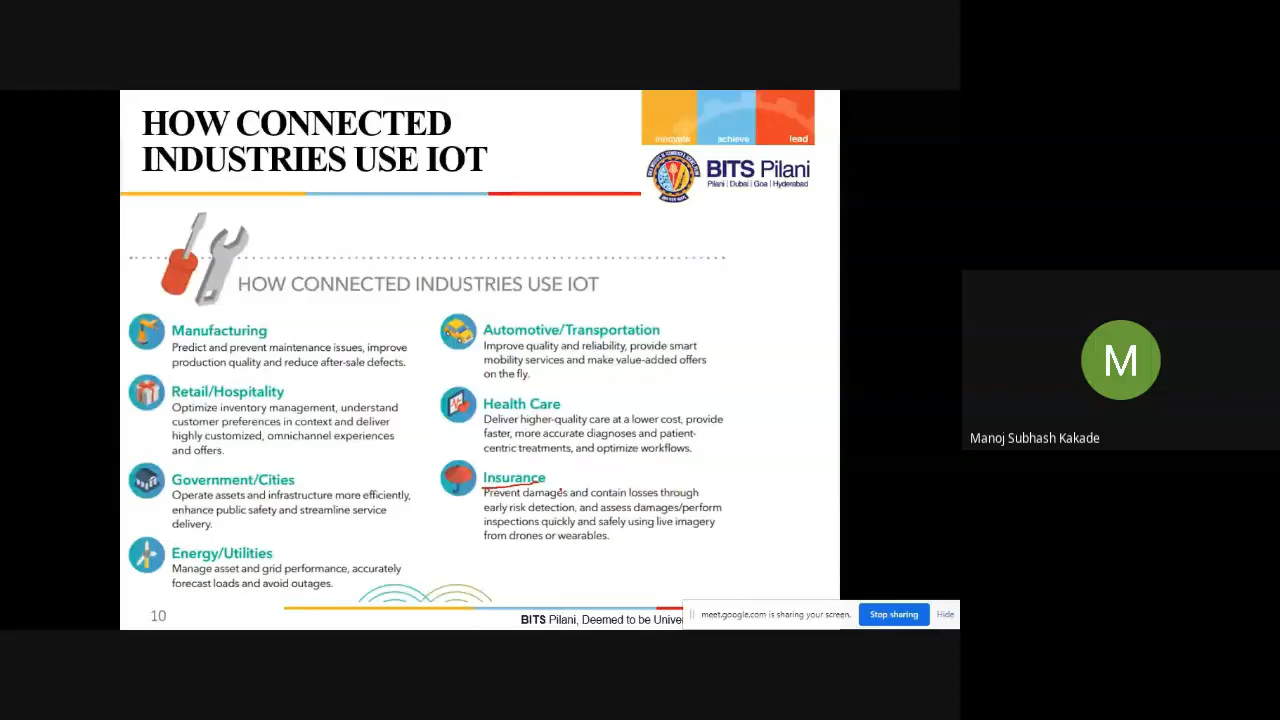 HOW CONNECTED
INDUSTRIES USE IOT
innovate achieve lead
BITS Pilani
Pilani | Dubai | Goa | Hyderabad
HOW CONNECTED INDUSTRIES USE IOT
Manufacturing
Predict and prevent maintenance issues, improve
production quality and reduce after-sale defects.
Retail/Hospitality
Optimize inventory management, understand
customer preferences in context and deliver
highly customized, omnichannel experiences
and offers.
Government/Cities
Operate assets and infrastructure more efficiently,
enhance public safety and streamline service
delivery.
Energy/Utilities
Manage asset and grid performance, accurately
forecast loads and avoid outages.
Automotive/Transportation
Improve quality and reliability, provide smart
mobility services and make value-added offers
on the fly.
Health Care
Deliver higher-quality care at a lower cost, provide
faster, more accurate diagnoses and patient-
centric treatments, and optimize workflows.
Insurance
Prevent damages and contain losses through
early risk detection, and assess damages/perform
inspections quickly and safely using live imagery
from drones or wearables.
10
BITS Pilani, Deemed to be Unive
meet.google.com is sharing your screen.
Stop sharing
Hide
M
Manoj Subhash Kakade